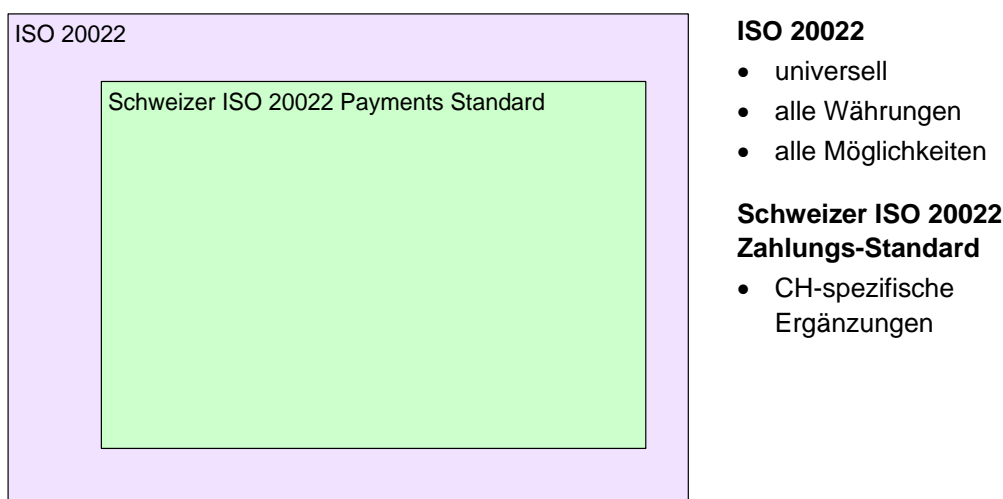 ISO 20022
Schweizer ISO 20022 Payments Standard
ISO 20022
• universell
• alle Währungen
• alle Möglichkeiten
Schweizer ISO 20022
Zahlungs-Standard
• CH-spezifische
Ergänzungen